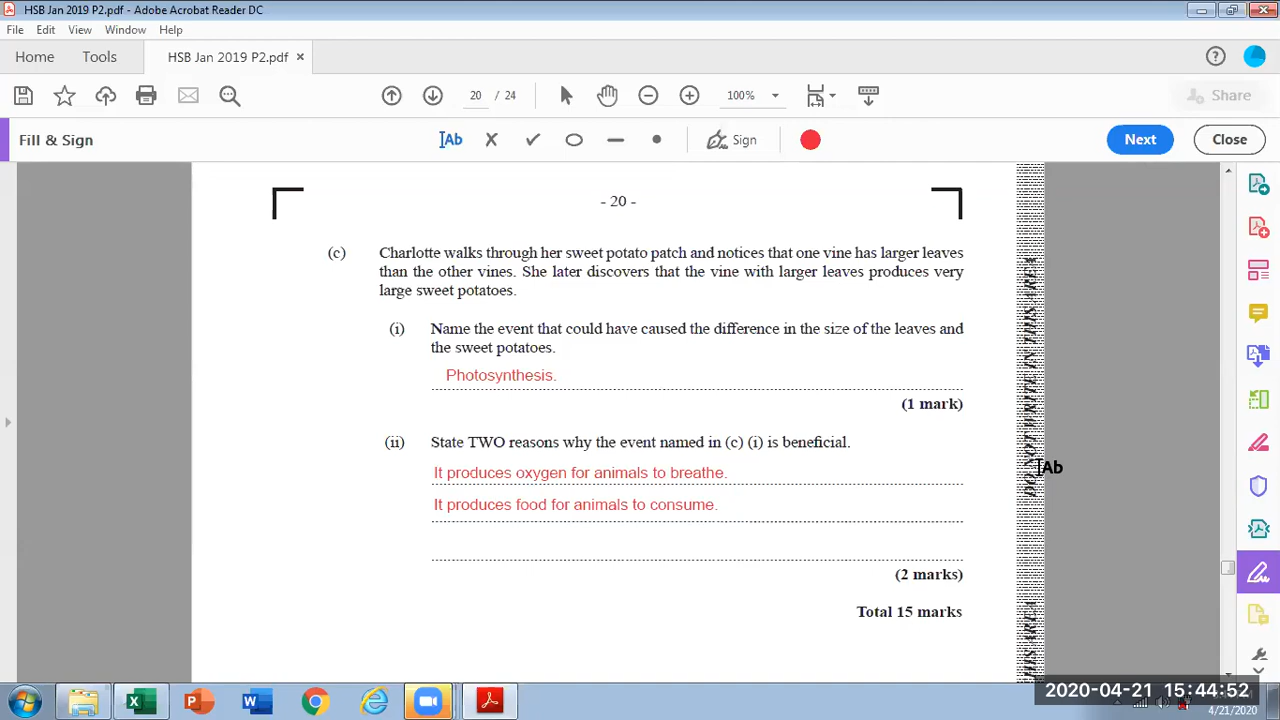 HSB Jan 2019 P2.pdf - Adobe Acrobat Reader DC
File Edit View Window Help
Home Tools HSB Jan 2019 P2.pdf ×
20 / 24 100% Share
Fill & Sign Ab Sign Next Close
- 20 -
(c) Charlotte walks through her sweet potato patch and notices that one vine has larger leaves
than the other vines. She later discovers that the vine with larger leaves produces very
large sweet potatoes.
(i) Name the event that could have caused the difference in the size of the leaves and
the sweet potatoes.
Photosynthesis.
(1 mark)
(ii) State TWO reasons why the event named in (c) (i) is beneficial.
It produces oxygen for animals to breathe.
Ab
It produces food for animals to consume.
(2 marks)
Total 15 marks
2020-04-21 15:44:52
4/21/2020